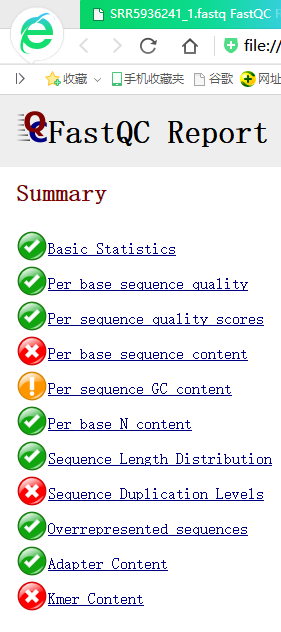 SRR5936241_1.fastq FastQC F
file://
收藏 手机收藏夹 谷歌 网址
FastQC Report
Summary
Basic Statistics
Per base sequence quality
Per sequence quality scores
Per base sequence content
Per sequence GC content
Per base N content
Sequence Length Distribution
Sequence Duplication Levels
Overrepresented sequences
Adapter Content
Kmer Content